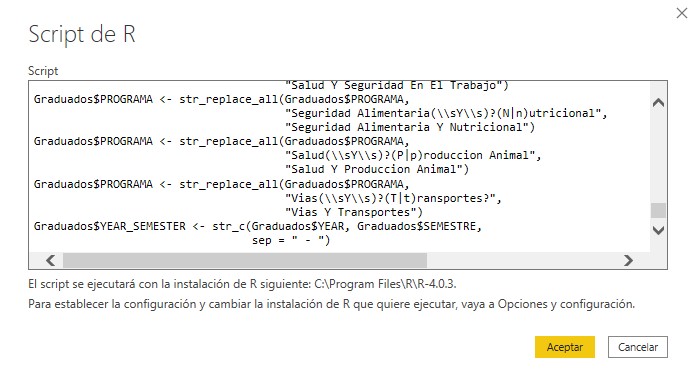 Script de R
Script
"Salud Y Seguridad En El Trabajo")
Graduados$PROGRAMA <- str_replace_all(Graduados$PROGRAMA,
"Seguridad Alimentaria(\\sY\\s)?(N|n)utricional",
"Seguridad Alimentaria Y Nutricional")
Graduados$PROGRAMA <- str_replace_all(Graduados$PROGRAMA,
"Salud(\\sY\\s)?(P|p)roduccion Animal",
"Salud Y Produccion Animal")
Graduados$PROGRAMA <- str_replace_all(Graduados$PROGRAMA,
"Vias(\\sY\\s)?(T|t)ransportes?",
"Vias Y Transportes")
Graduados$YEAR_SEMESTER <- str_c(Graduados$YEAR, Graduados$SEMESTRE,
sep = " - ")
El script se ejecutará con la instalación de R siguiente: C:\Program Files\R\R-4.0.3.
Para establecer la configuración y cambiar la instalación de R que quiere ejecutar, vaya a Opciones y configuración.
Aceptar
Cancelar